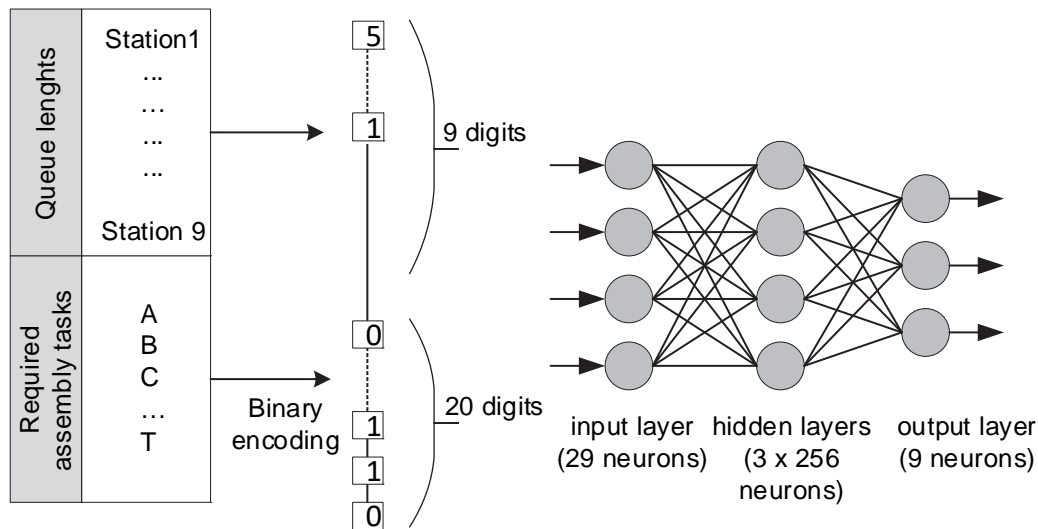 Queue lenghts
Station1
...
...
...
...
Station 9
Required
assembly tasks
A
B
C
...
T
Binary
encoding
5
1
9 digits
0
1
1
0
20 digits
input layer
(29 neurons)
hidden layers
(3 x 256
neurons)
output layer
(9 neurons)